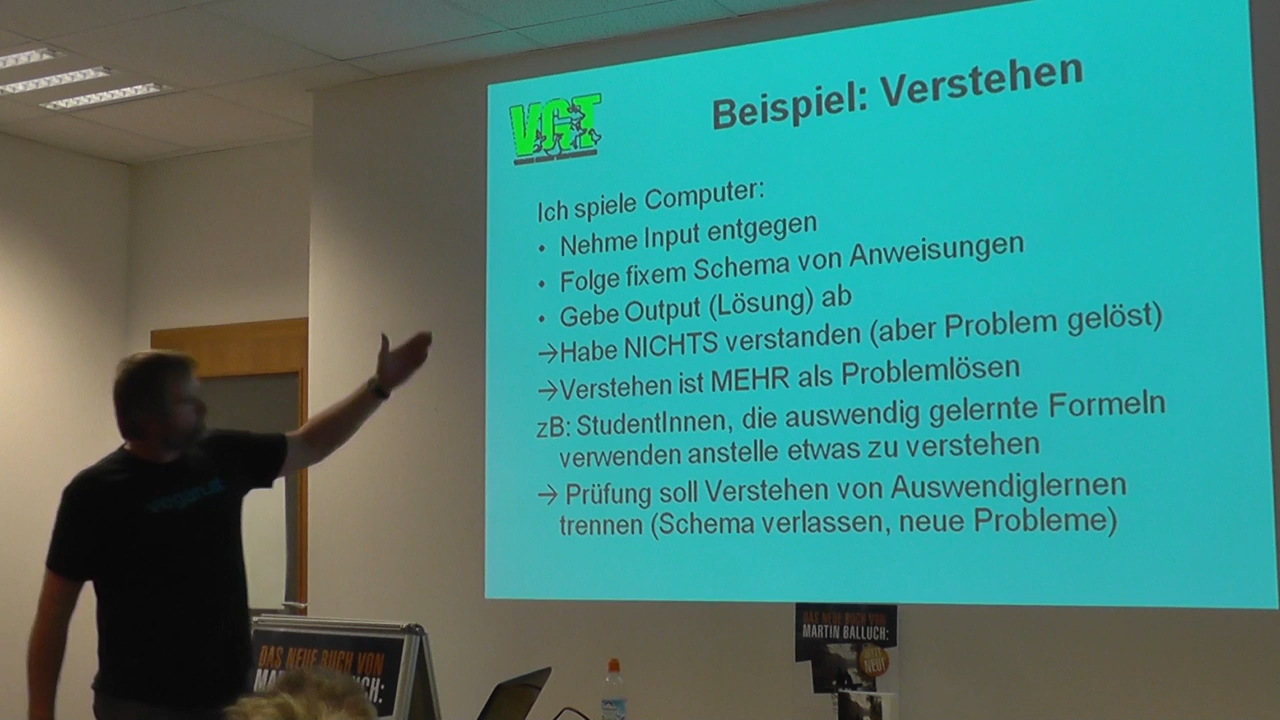 VGT
Beispiel: Verstehen
Ich spiele Computer:
• Nehme Input entgegen
• Folge fixem Schema von Anweisungen
• Gebe Output (Lösung) ab
→Habe NICHTS verstanden (aber Problem gelöst)
→Verstehen ist MEHR als Problemlösen
zB: StudentInnen, die auswendig gelernte Formeln
verwenden anstelle etwas zu verstehen
→ Prüfung soll Verstehen von Auswendiglernen
trennen (Schema verlassen, neue Probleme)
vegan.at
DAS NEUE BUCH VON
MARTIN BALLUCH:
NEU!
DAS NEUE BUCH VON